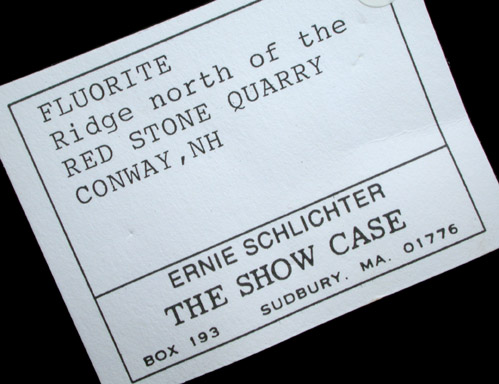 FLUORITE
Ridge north of the
RED STONE QUARRY
CONWAY,NH
ERNIE SCHLICHTER
THE SHOW CASE
BOX 193 SUDBURY. MA. 01776